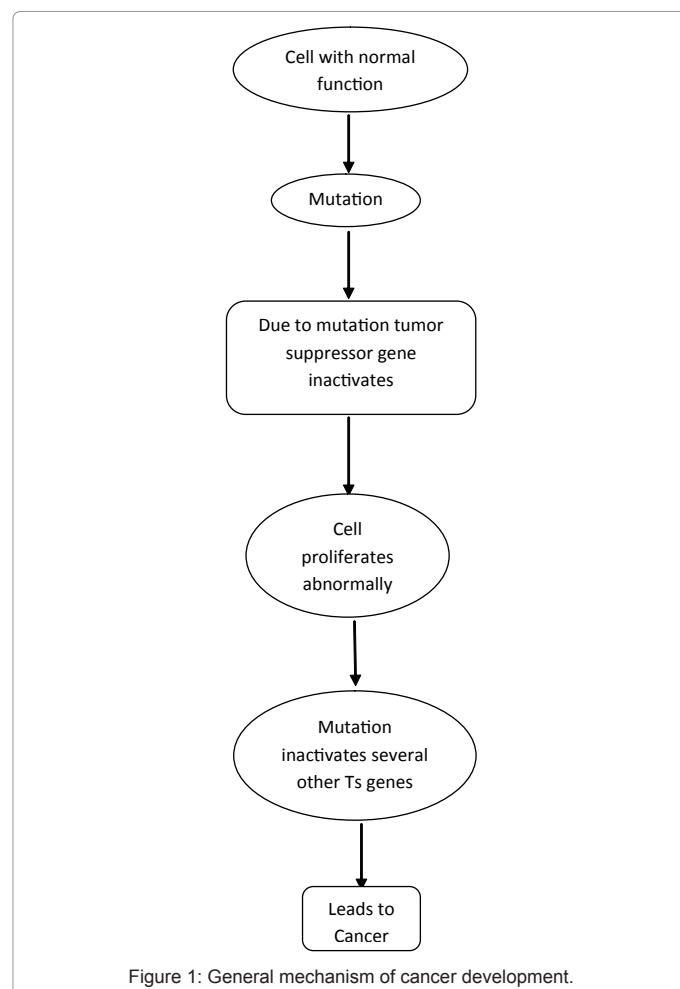 Cell with normal
function
Mutation
Due to mutation tumor
suppressor gene
inactivates
Cell
proliferates
abnormally
Mutation
inactivates several
other Ts genes
Leads to
Cancer
Figure 1: General mechanism of cancer development.